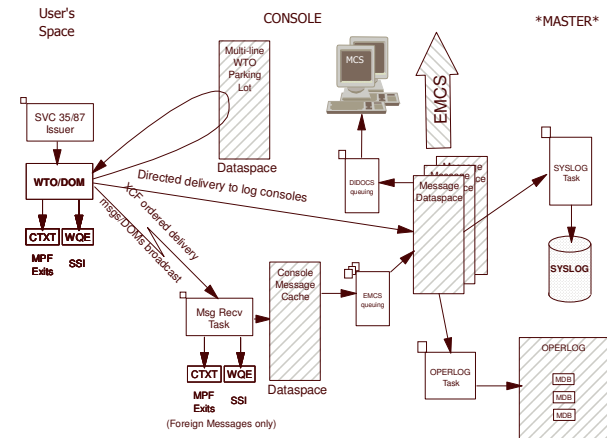 User's
Space
CONSOLE
*MASTER*
Multi-line
WTO
Parking
Lot
Dataspace
MCS
EMCS
SVC 35/87
Issuer
WTO/DOM
CTXT
WQE
MPF
Exits
SSI
Directed delivery to log consoles
XCF ordered delivery
msgs/DOMs broadcast
DIDOCS
queuing
Message
Dataspace
SYSLOG
Task
SYSLOG
Console
Message
Cache
Dataspace
EMCS
queuing
Msg Recv
Task
CTXT
WQE
MPF
Exits
SSI
(Foreign Messages only)
OPERLOG
Task
OPERLOG
MDB
MDB
MDB